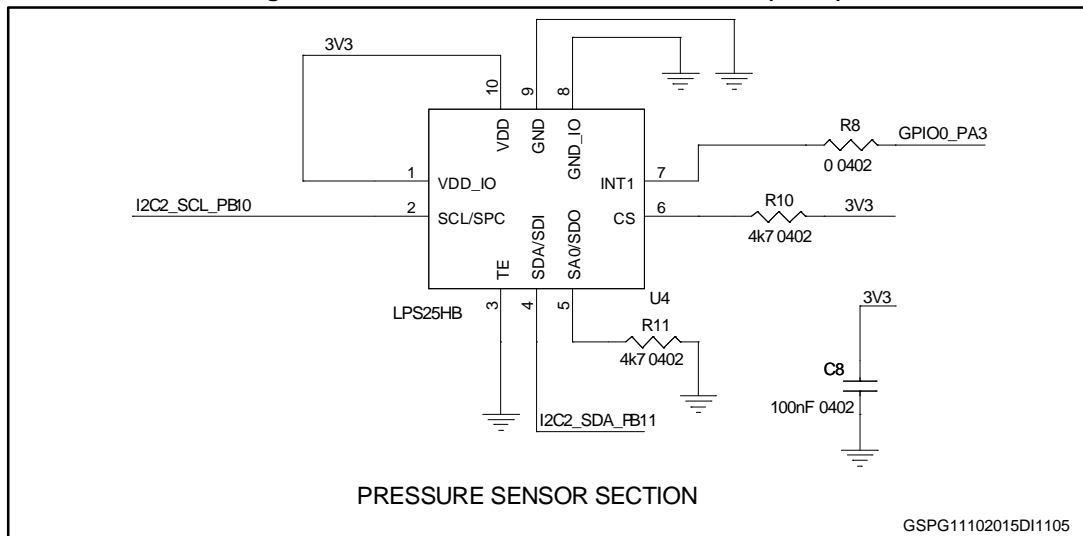 3V3
10
9
8
VDD
GND
GND_IO
R8
GPIO0_PA3
0 0402
1
VDD_IO
INT1
7
I2C2_SCL_PB10
2
SCL/SPC
CS
6
R10
3V3
4k7 0402
TE
SDA/SDI
SA0/SDO
LPS25HB
3
4
5
U4
R11
4k7 0402
3V3
C8
100nF 0402
I2C2_SDA_PB11
PRESSURE SENSOR SECTION
GSPG11102015DI1105